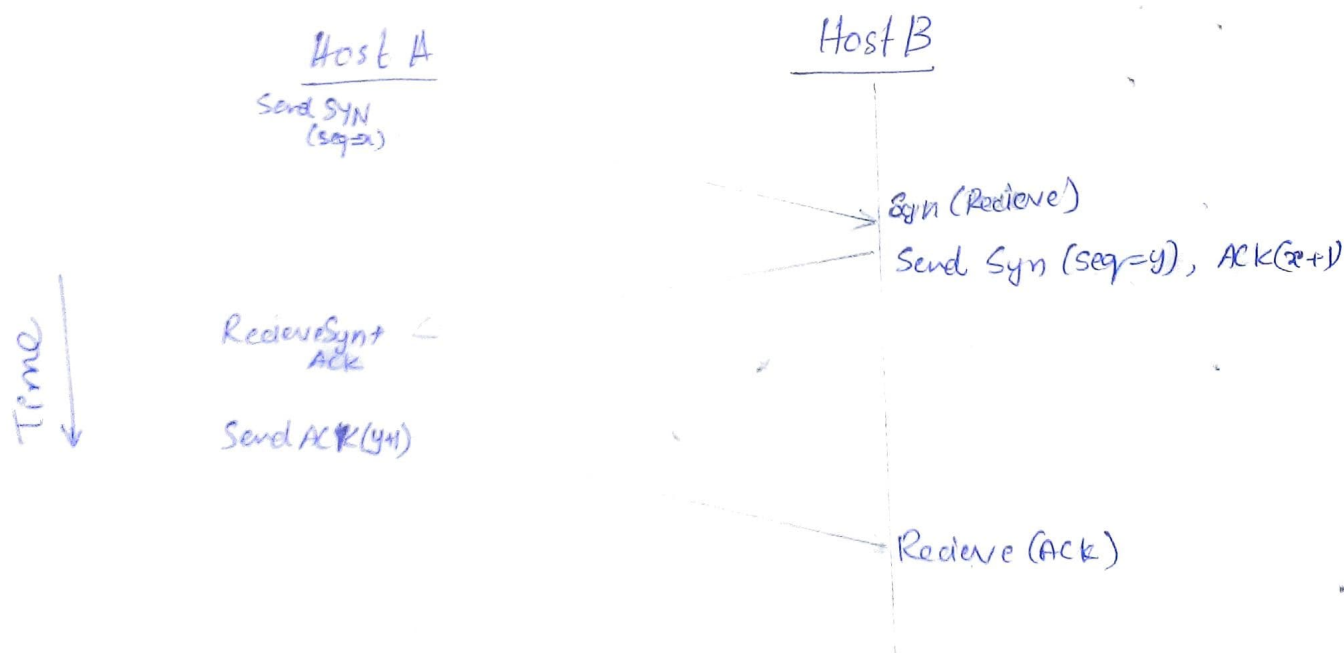 Host A
Host B
Send SYN
(seq=x)
Syn (Recieve)
Send Syn (seq=y), ACK(x+1)
Time
RecieveSyn+
ACK
Send ACK(y+1)
Recieve (ACK)